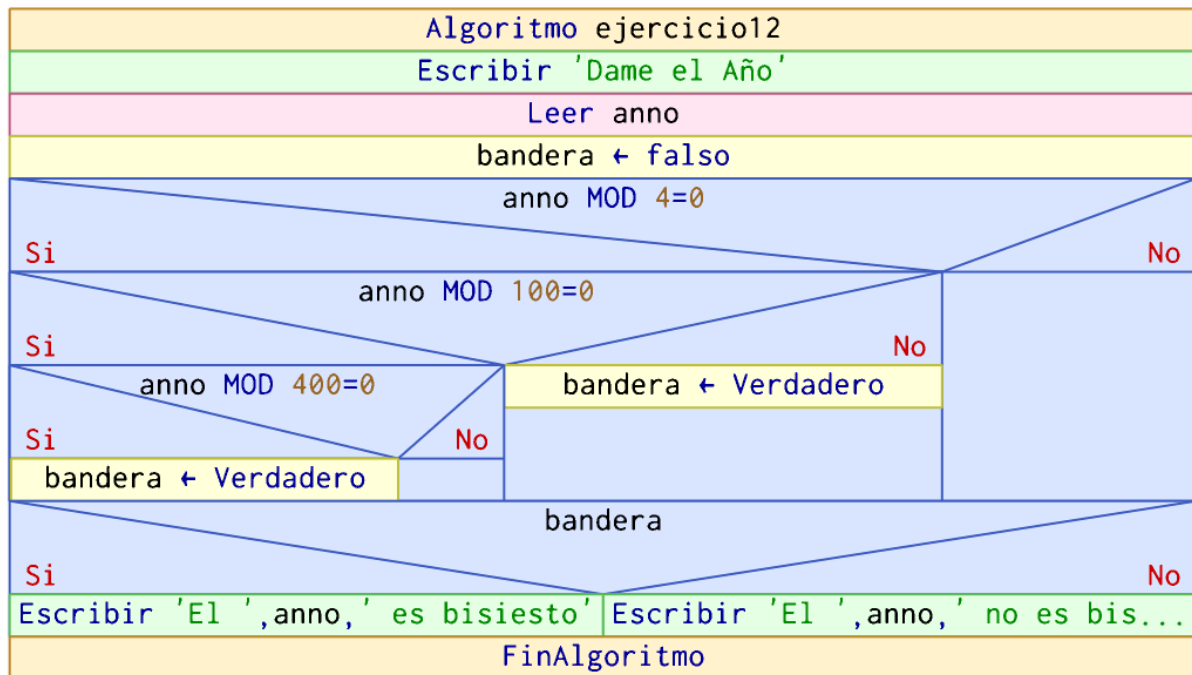 Algoritmo ejercicio12
Escribir 'Dame el Año'
Leer anno
bandera ← falso
anno MOD 4=0
Si No
anno MOD 100=0
Si No
anno MOD 400=0 bandera ← Verdadero
Si No
bandera ← Verdadero
bandera
Si No
Escribir 'El ',anno,' es bisiesto' Escribir 'El ',anno,' no es bis...
FinAlgoritmo